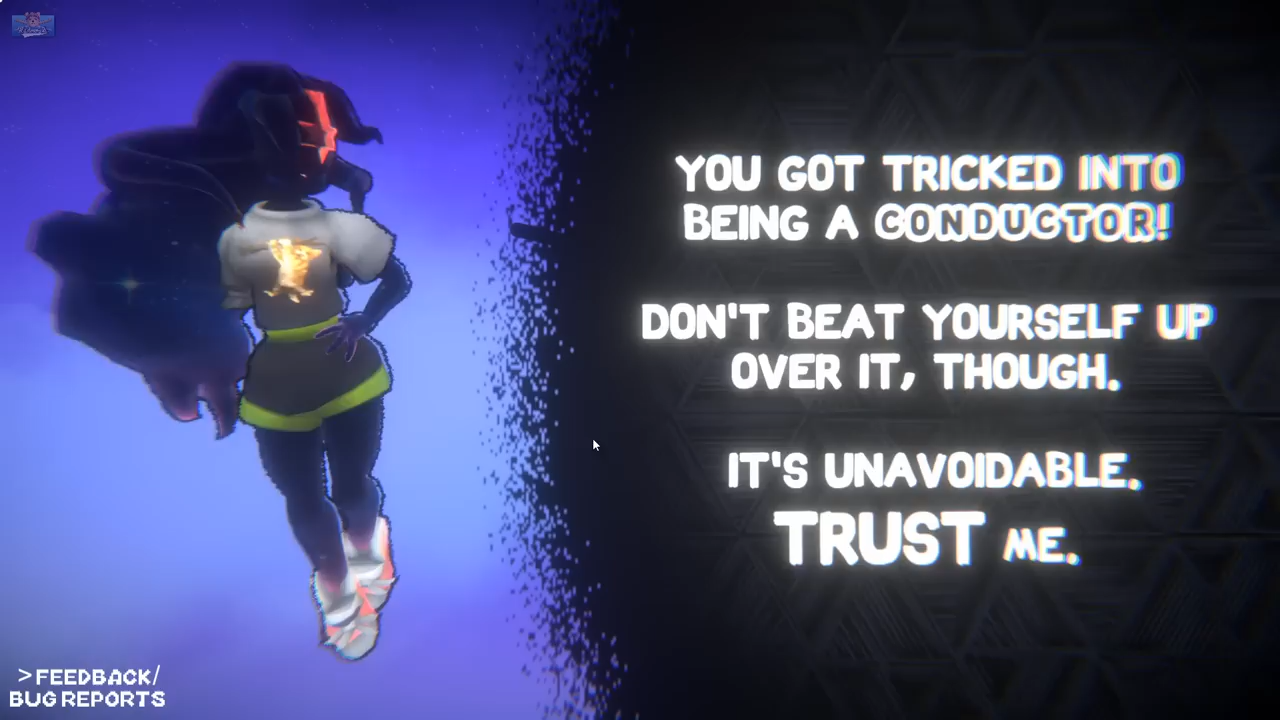 YOU GOT TRICKED INTO
BEING A CONDUCTOR!
DON'T BEAT YOURSELF UP
OVER IT, THOUGH.
IT'S UNAVOIDABLE.
TRUST ME.
>FEEDBACK/
BUG REPORTS